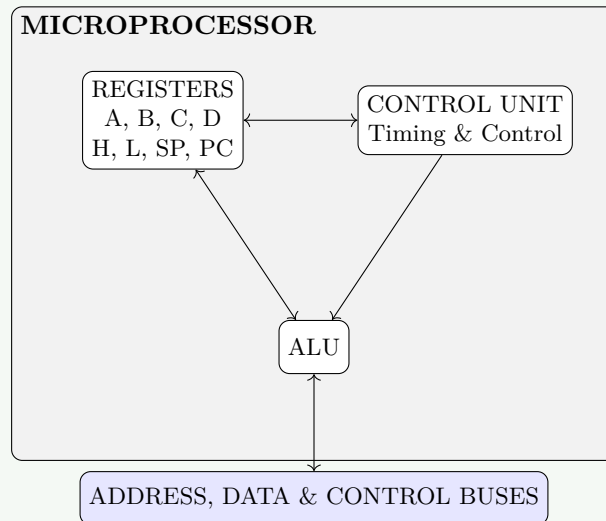 MICROPROCESSOR
REGISTERS
A, B, C, D
H, L, SP, PC
CONTROL UNIT
Timing & Control
ALU
ADDRESS, DATA & CONTROL BUSES